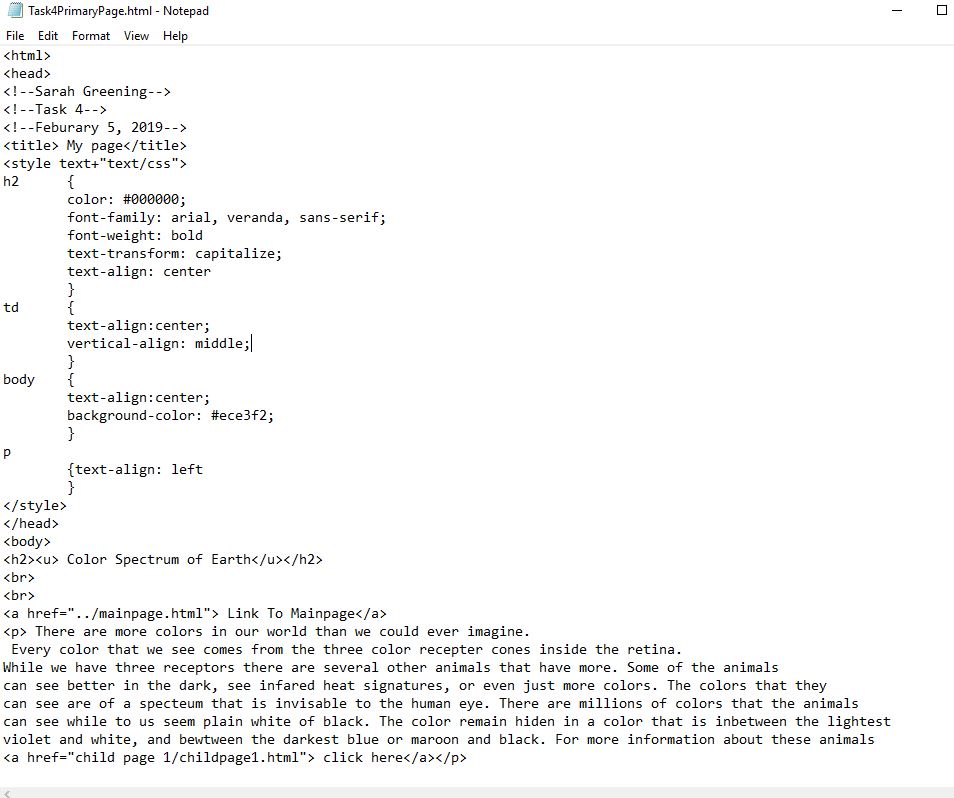 Task4PrimaryPage.html - Notepad
File Edit Format View Help
<html>
<head>
<!--Sarah Greening-->
<!--Task 4-->
<!--Feburary 5, 2019-->
<title> My page</title>
<style text+"text/css">
h2 {
color: #000000;
font-family: arial, veranda, sans-serif;
font-weight: bold
text-transform: capitalize;
text-align: center
}
td {
text-align:center;
vertical-align: middle;
}
body {
text-align:center;
background-color: #ece3f2;
}
p
{text-align: left
}
</style>
</head>
<body>
<h2><u> Color Spectrum of Earth</u></h2>
<br>
<br>
<a href="../mainpage.html"> Link To Mainpage</a>
<p> There are more colors in our world than we could ever imagine.
Every color that we see comes from the three color recepter cones inside the retina.
While we have three receptors there are several other animals that have more. Some of the animals
can see better in the dark, see infared heat signatures, or even just more colors. The colors that they
can see are of a specteum that is invisable to the human eye. There are millions of colors that the animals
can see while to us seem plain white of black. The color remain hiden in a color that is inbetween the lightest
violet and white, and bewtween the darkest blue or maroon and black. For more information about these animals
<a href="child page 1/childpage1.html"> click here</a></p>